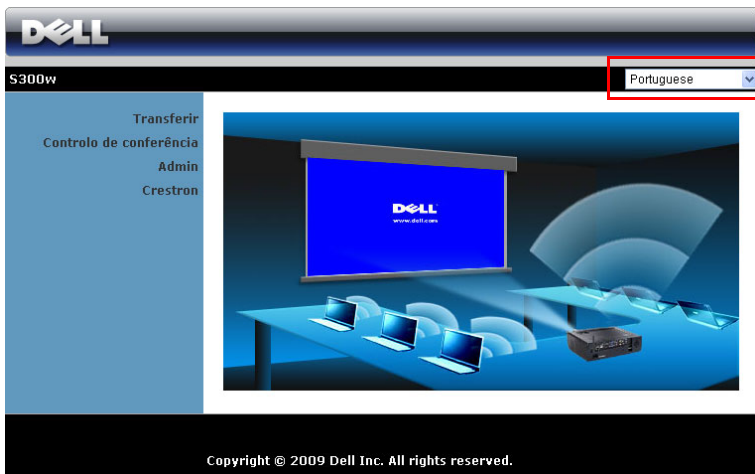 DELL
S300w
Portuguese
Transferir
Controlo de conferência
Admin
Crestron
DELL
www.dell.com
Copyright © 2009 Dell Inc. All rights reserved.